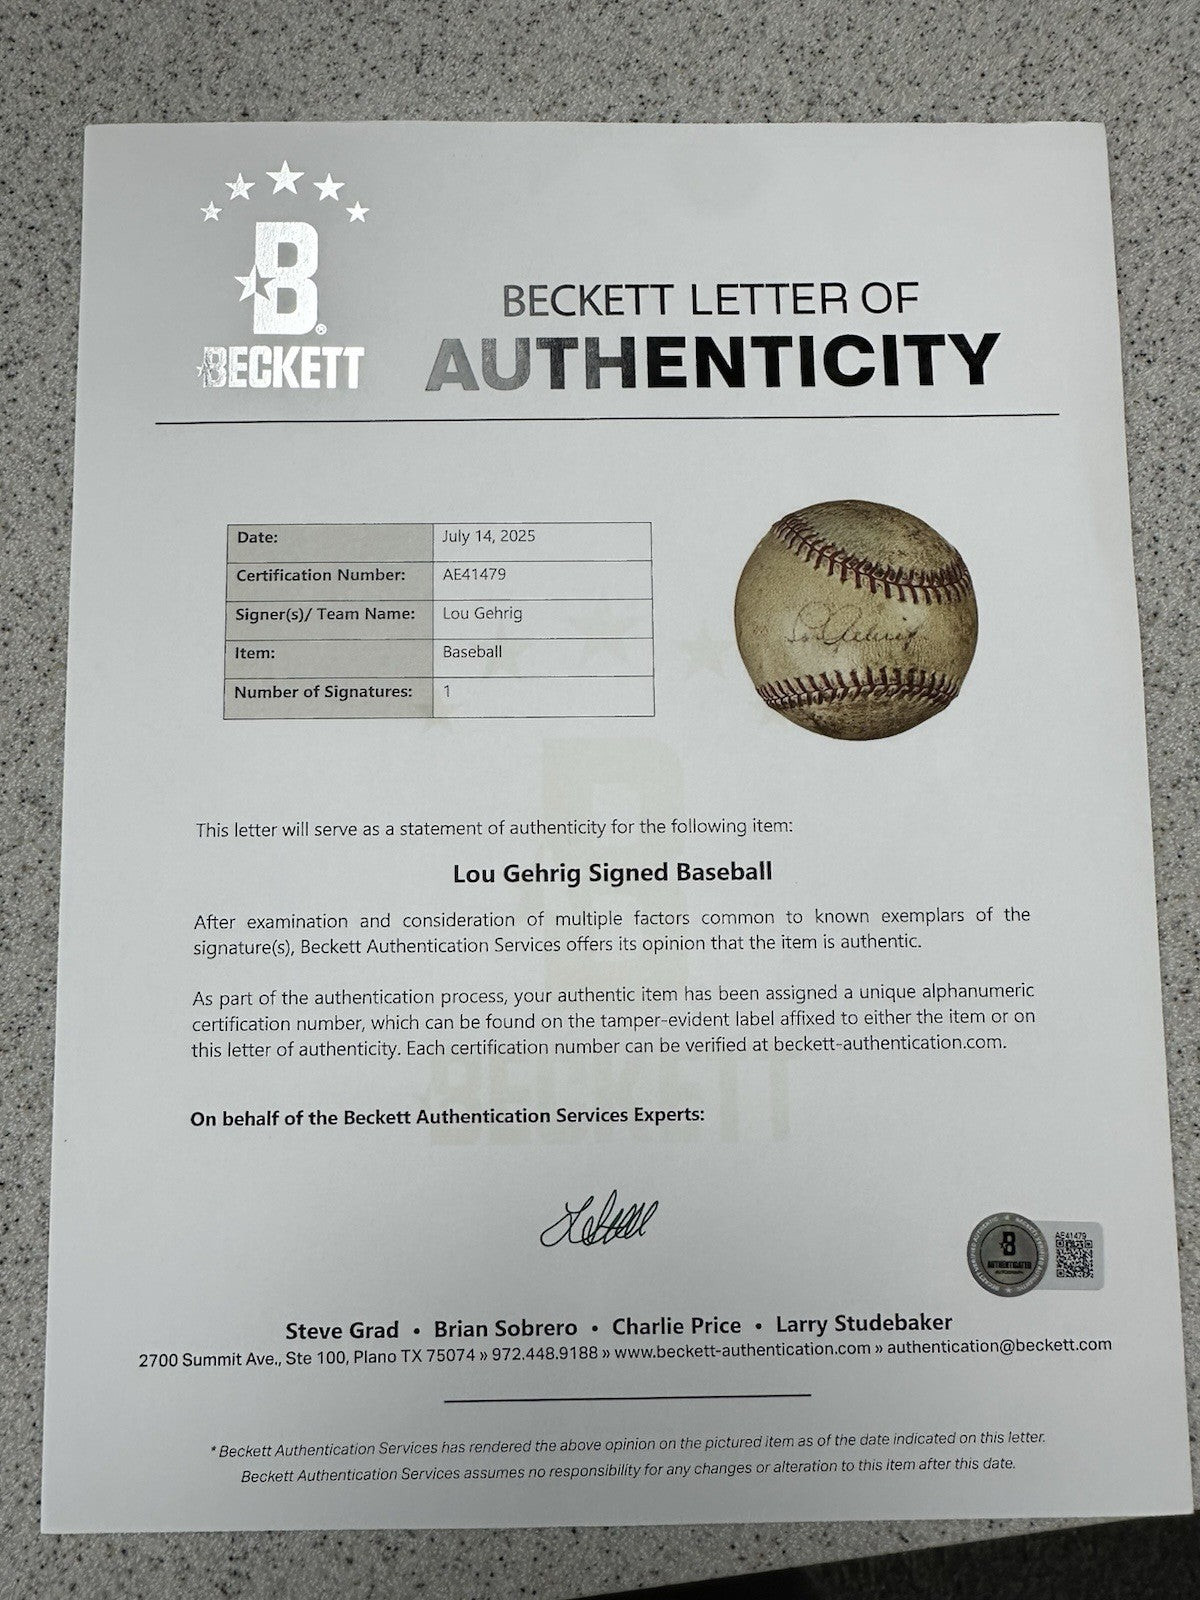 B®
BECKETT
BECKETT LETTER OF
AUTHENTICITY
Date: July 14, 2025
Certification Number: AE41479
Signer(s)/ Team Name: Lou Gehrig
Item: Baseball
Number of Signatures: 1
Lou Gehrig
This letter will serve as a statement of authenticity for the following item:
Lou Gehrig Signed Baseball
After examination and consideration of multiple factors common to known exemplars of the
signature(s), Beckett Authentication Services offers its opinion that the item is authentic.
As part of the authentication process, your authentic item has been assigned a unique alphanumeric
certification number, which can be found on the tamper-evident label affixed to either the item or on
this letter of authenticity. Each certification number can be verified at beckett-authentication.com.
On behalf of the Beckett Authentication Services Experts:
B
AUTHENTICATED
AE41479
Steve Grad • Brian Sobrero • Charlie Price • Larry Studebaker
2700 Summit Ave., Ste 100, Plano TX 75074 » 972.448.9188 » www.beckett-authentication.com » authentication@beckett.com
* Beckett Authentication Services has rendered the above opinion on the pictured item as of the date indicated on this letter.
Beckett Authentication Services assumes no responsibility for any changes or alteration to this item after this date.